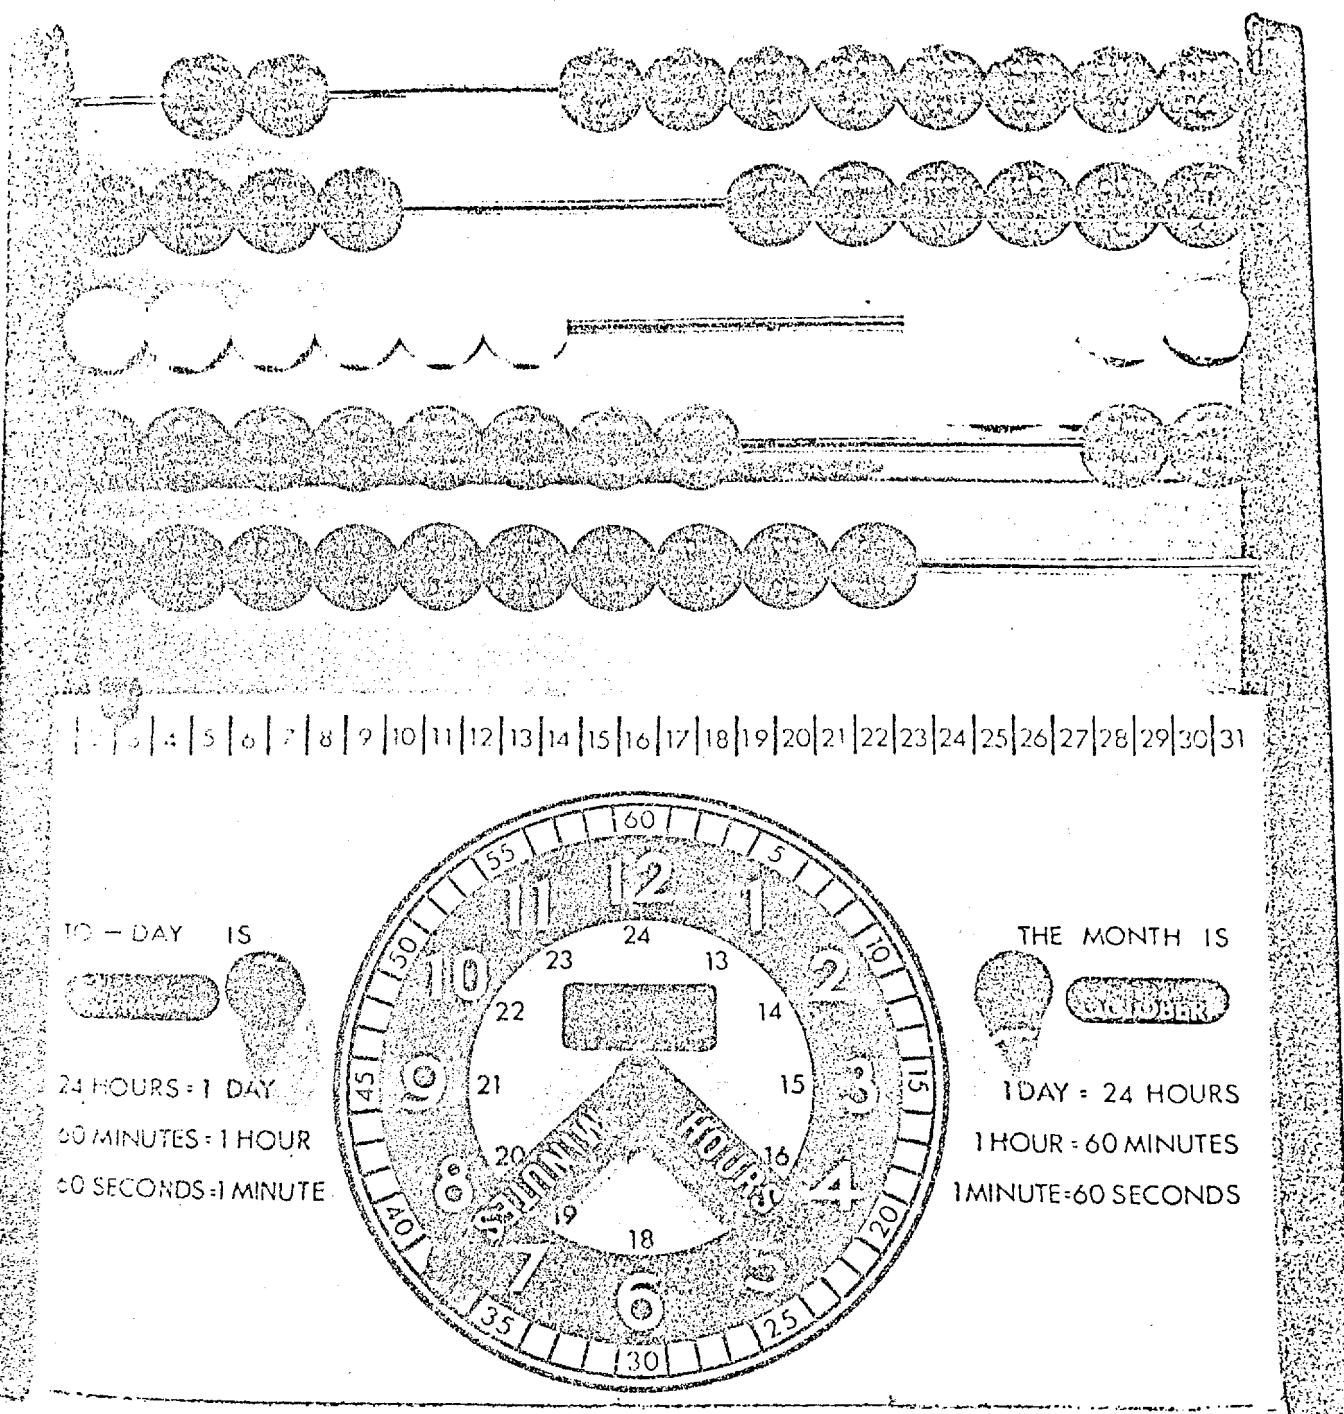 2 3 4 5 6 7 8 9 10 11 12 13 14 15 16 17 18 19 20 21 22 23 24 25 26 27 28 29 30 31
TO - DAY IS
24 HOURS = 1 DAY
60 MINUTES = 1 HOUR
60 SECONDS = 1 MINUTE
60 5 10 15 20 25 30 35 40 45 50 55
12 1 2 3 4 5 6 7 8 9 10 11
24 13 14 15 16 18 19 20 21 22 23
MINUTES
HOURS
THE MONTH IS
OCTOBER
1 DAY = 24 HOURS
1 HOUR = 60 MINUTES
1 MINUTE = 60 SECONDS